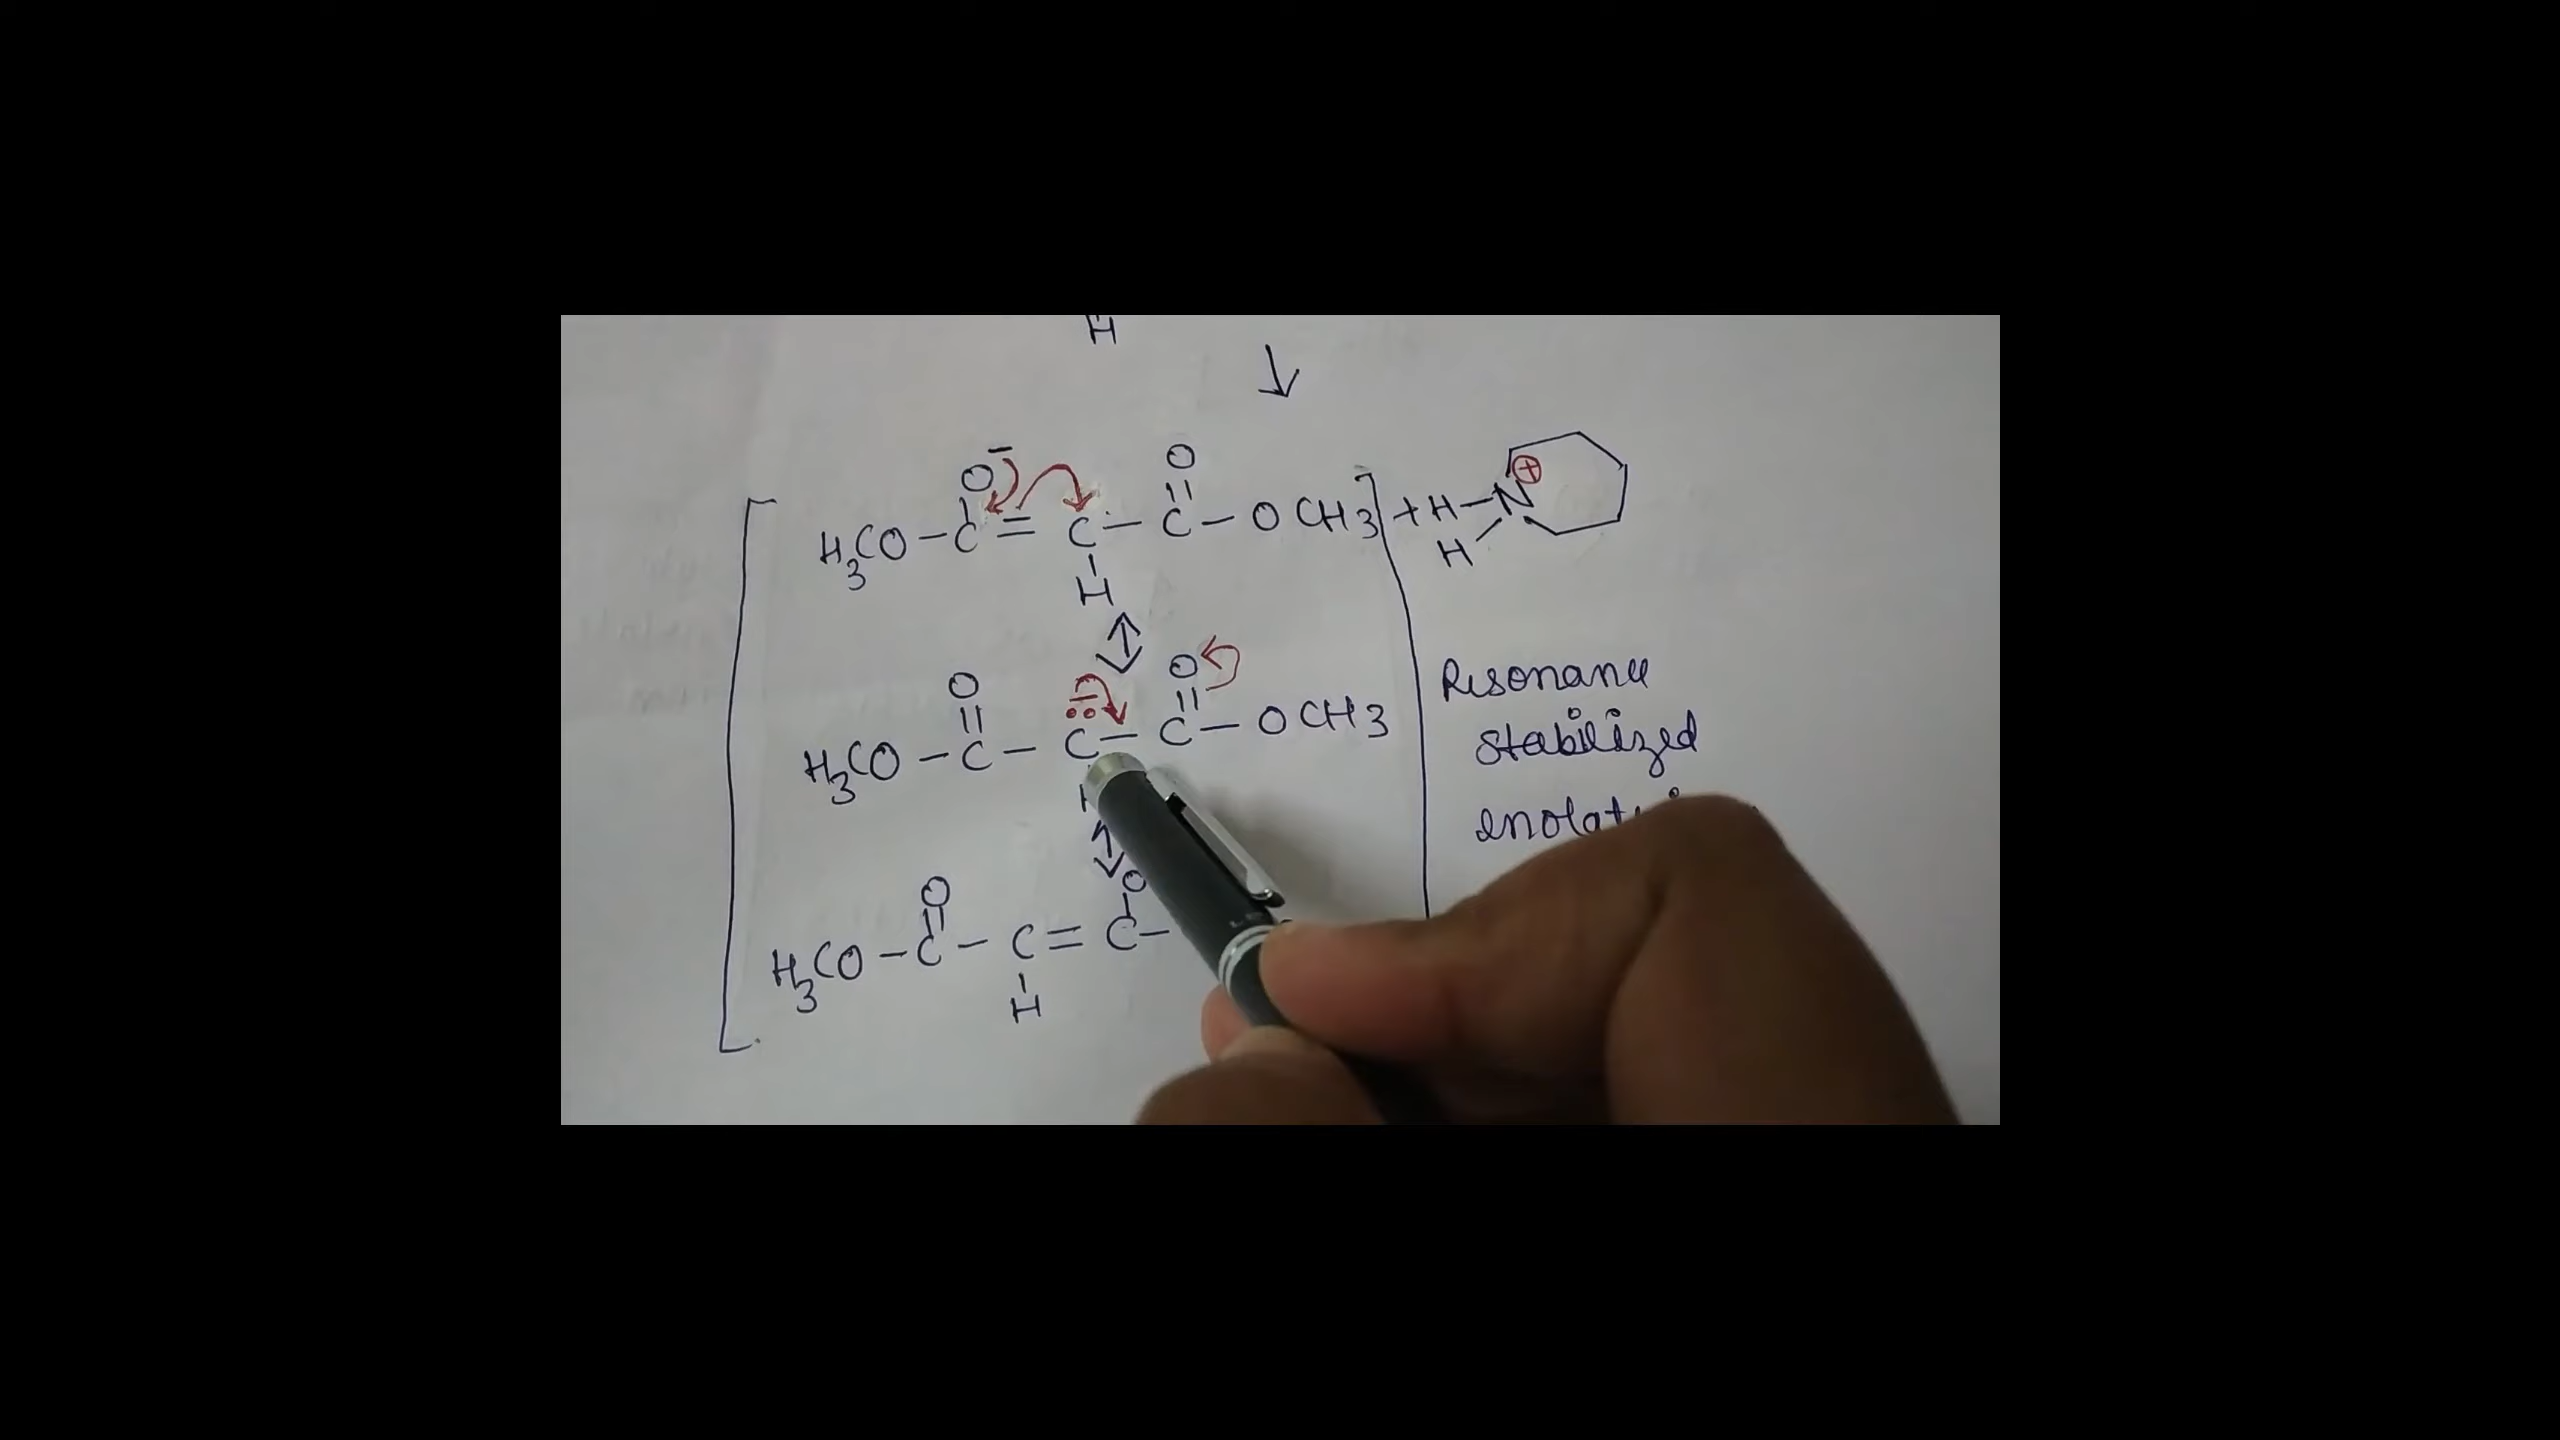 H
O⁻ O
H₃CO – C = C – C – OCH₃ ] + H – N ⊕
H H
O O
H₃CO – C – C – C – OCH₃
Resonance
stabilized
O O
H₃CO – C – C = C –
H